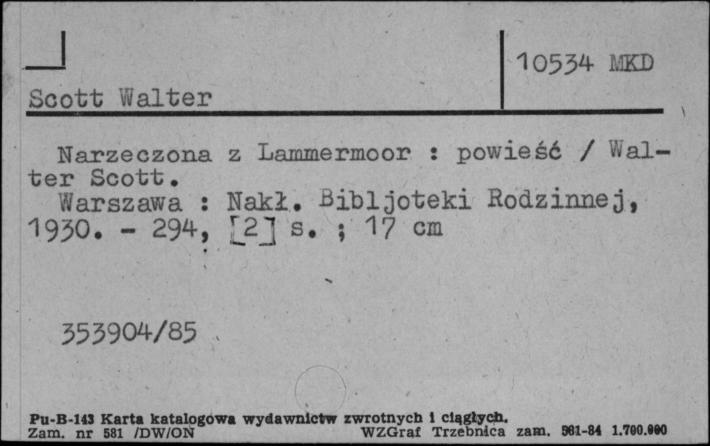 10534 MKD
Scott Walter
Narzeczona z Lammermoor : powieść / Wal-
ter Scott.
Warszawa : Nakł. Bibljoteki Rodzinnej,
1930. - 294, [2] s. ; 17 cm
353904/85
Pu-B-143 Karta katalogowa wydawnictw zwrotnych i ciągłych.
Zam. nr 581 /DW/ON WZGraf Trzebnica zam. 581-84 1.700.000